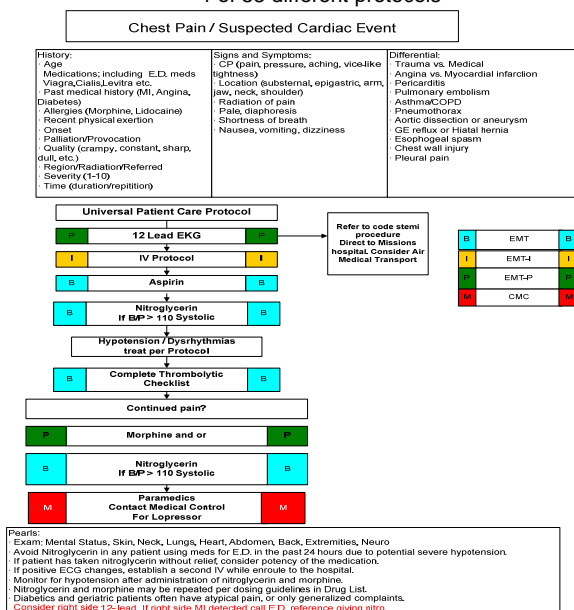 Chest Pain / Suspected Cardiac Event
History:
· Age
Medications; including E.D. meds
Viagra,Cialis,Levitra etc.
· Past medical history (MI, Angina,
Diabetes)
· Allergies (Morphine, Lidocaine)
· Recent physical exertion
· Onset
· Palliation/Provocation
· Quality (crampy, constant, sharp,
dull, etc.)
· Region/Radiation/Referred
· Severity (1-10)
· Time (duration/repitition)
Signs and Symptoms:
· CP (pain, pressure, aching, vice-like
tightness)
· Location (substernal, epigastric, arm,
jaw, neck, shoulder)
· Radiation of pain
· Pale, diaphoresis
· Shortness of breath
· Nausea, vomiting, dizziness
Differential:
· Trauma vs. Medical
· Angina vs. Myocardial infarction
· Pericarditis
· Pulmonary embolism
· Asthma/COPD
· Pneumothorax
· Aortic dissection or aneurysm
· GE reflux or Hiatal hernia
· Esophogeal spasm
· Chest wall injury
· Pleural pain
Universal Patient Care Protocol
P 12 Lead EKG P
Refer to code stemi
procedure
Direct to Missions
hospital. Consider Air
Medical Transport
I IV Protocol I
B Aspirin B
B Nitroglycerin B
If B/P > 110 Systolic
Hypotension / Dysrhythmias
treat per Protocol
B Complete Thrombolytic B
Checklist
Continued pain?
P Morphine and or P
B Nitroglycerin B
If B/P > 110 Systolic
Paramedics
M Contact Medical Control M
For Lopressor
B EMT B
I EMT-I I
P EMT-P P
M CMC M
Pearls:
· Exam: Mental Status, Skin, Neck, Lungs, Heart, Abdomen, Back, Extremities, Neuro
· Avoid Nitroglycerin in any patient using meds for E.D. in the past 24 hours due to potential severe hypotension.
· If patient has taken nitroglycerin without relief, consider potency of the medication.
· If positive ECG changes, establish a second IV while enroute to the hospital.
· Monitor for hypotension after administration of nitroglycerin and morphine.
· Nitroglycerin and morphine may be repeated per dosing guidelines in Drug List.
· Diabetics and geriatric patients often have atypical pain, or only generalized complaints.
· Consider right side 12-lead. If right side MI detected call E.D. reference giving nitro.